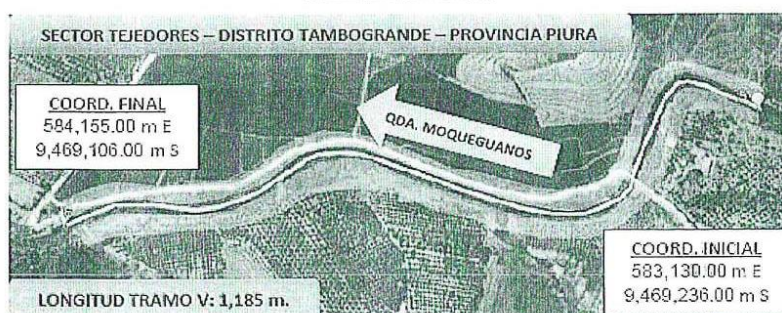 SECTOR TEJEDORES – DISTRITO TAMBOGRANDE – PROVINCIA PIURA
COORD. FINAL
584,155.00 m E
9,469,106.00 m S
QDA. MOQUEGUANOS
COORD. INICIAL
583,130.00 m E
9,469,236.00 m S
LONGITUD TRAMO V: 1,185 m.